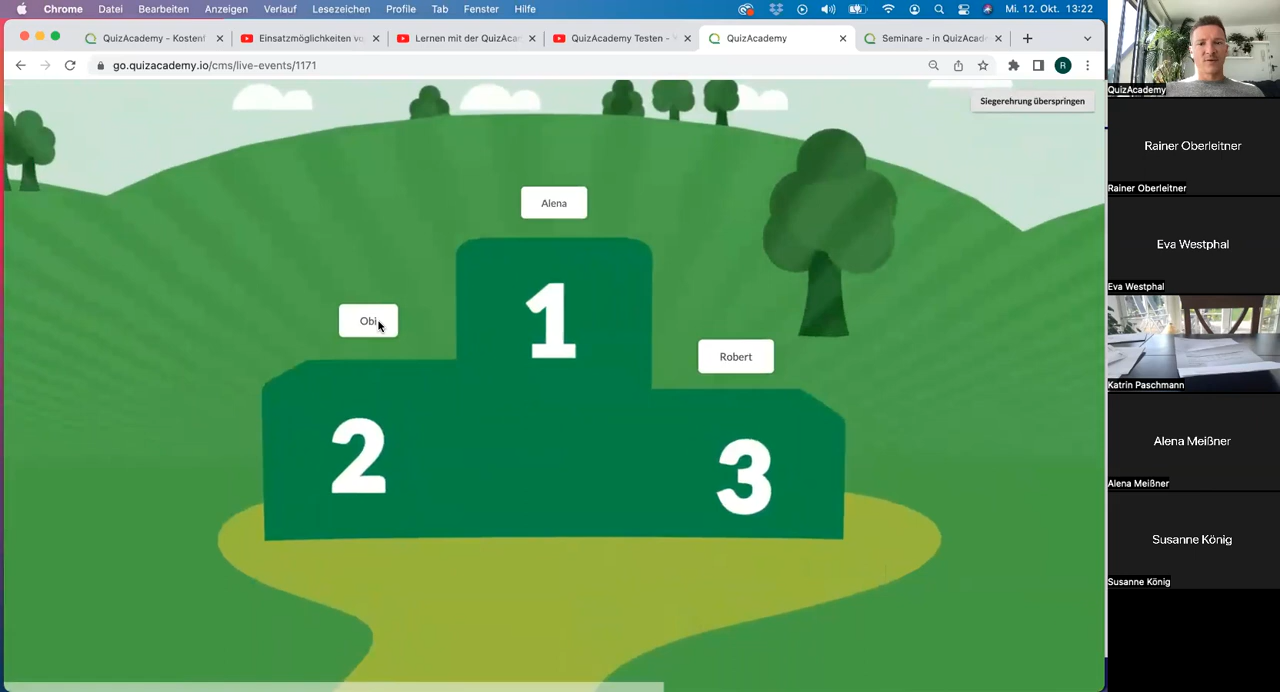 Chrome Datei Bearbeiten Anzeigen Verlauf Lesezeichen Profile Tab Fenster Hilfe Mi. 12. Okt. 13:22
QuizAcademy – Kostenl Einsatzmöglichkeiten vo Lernen mit der QuizAca QuizAcademy Testen - QuizAcademy Seminare - in QuizAcade
go.quizacademy.io/cms/live-events/1171 R
Siegerehrung überspringen
Alena
Obi
Robert
1
2
3
QuizAcademy
Rainer Oberleitner
Rainer Oberleitner
Eva Westphal
Eva Westphal
Katrin Paschmann
Alena Meißner
Alena Meißner
Susanne König
Susanne König